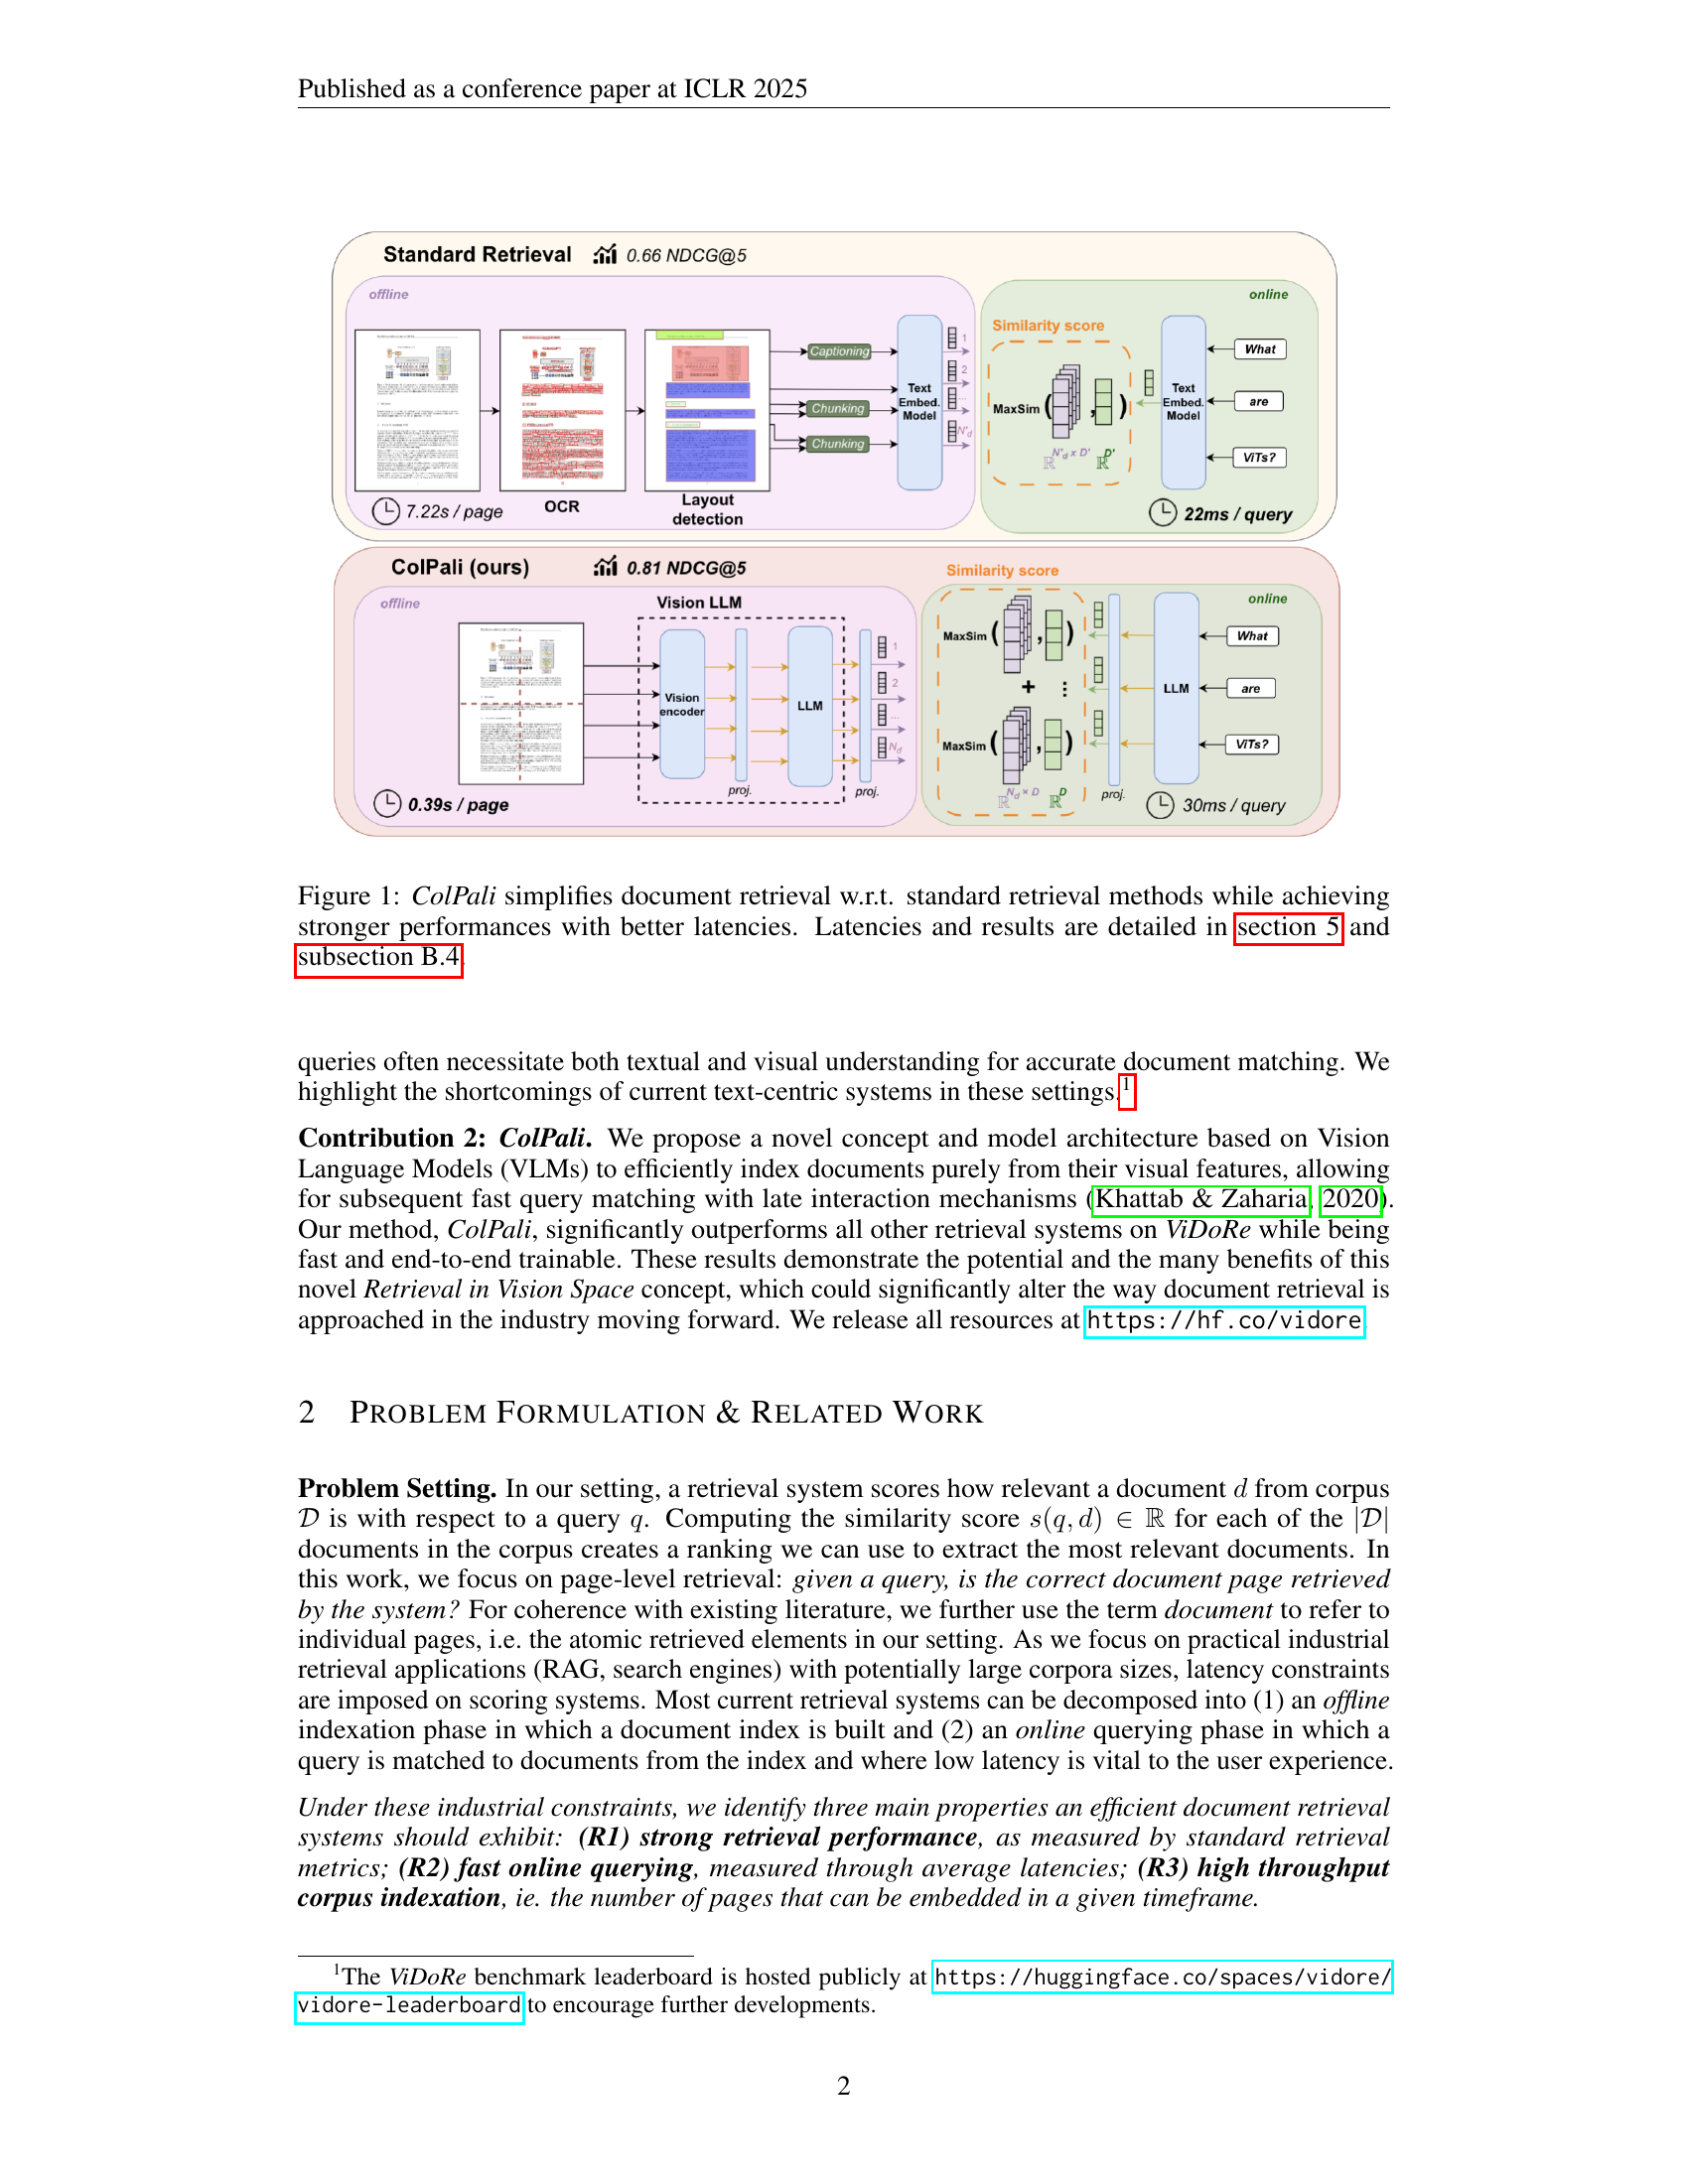 Published as a conference paper at ICLR 2025
Standard Retrieval 0.66 NDCG@5
offline
online
Similarity score
Captioning
Chunking
Chunking
Text
Embed.
Model
1
2
...
N'd
MaxSim ( , )
ℝ^N'd x D' ℝ^D'
Text
Embed.
Model
What
are
ViTs?
7.22s / page
OCR
Layout
detection
22ms / query
ColPali (ours) 0.81 NDCG@5
Similarity score
offline
Vision LLM
online
Vision
encoder
LLM
1
2
...
Nd
proj.
proj.
MaxSim ( , )
+ ⋮
MaxSim ( , )
ℝ^Nd x D ℝ^D
proj.
LLM
What
are
ViTs?
0.39s / page
30ms / query
Figure 1: ColPali simplifies document retrieval w.r.t. standard retrieval methods while achieving
stronger performances with better latencies. Latencies and results are detailed in section 5 and
subsection B.4.
queries often necessitate both textual and visual understanding for accurate document matching. We
highlight the shortcomings of current text-centric systems in these settings.1
Contribution 2: ColPali. We propose a novel concept and model architecture based on Vision
Language Models (VLMs) to efficiently index documents purely from their visual features, allowing
for subsequent fast query matching with late interaction mechanisms (Khattab & Zaharia, 2020).
Our method, ColPali, significantly outperforms all other retrieval systems on ViDoRe while being
fast and end-to-end trainable. These results demonstrate the potential and the many benefits of this
novel Retrieval in Vision Space concept, which could significantly alter the way document retrieval is
approached in the industry moving forward. We release all resources at https://hf.co/vidore.
2 PROBLEM FORMULATION & RELATED WORK
Problem Setting. In our setting, a retrieval system scores how relevant a document d from corpus
𝒟 is with respect to a query q. Computing the similarity score s(q, d) ∈ ℝ for each of the |𝒟|
documents in the corpus creates a ranking we can use to extract the most relevant documents. In
this work, we focus on page-level retrieval: given a query, is the correct document page retrieved
by the system? For coherence with existing literature, we further use the term document to refer to
individual pages, i.e. the atomic retrieved elements in our setting. As we focus on practical industrial
retrieval applications (RAG, search engines) with potentially large corpora sizes, latency constraints
are imposed on scoring systems. Most current retrieval systems can be decomposed into (1) an offline
indexation phase in which a document index is built and (2) an online querying phase in which a
query is matched to documents from the index and where low latency is vital to the user experience.
Under these industrial constraints, we identify three main properties an efficient document retrieval
systems should exhibit: (R1) strong retrieval performance, as measured by standard retrieval
metrics; (R2) fast online querying, measured through average latencies; (R3) high throughput
corpus indexation, ie. the number of pages that can be embedded in a given timeframe.
1The ViDoRe benchmark leaderboard is hosted publicly at https://huggingface.co/spaces/vidore/
vidore-leaderboard to encourage further developments.
2